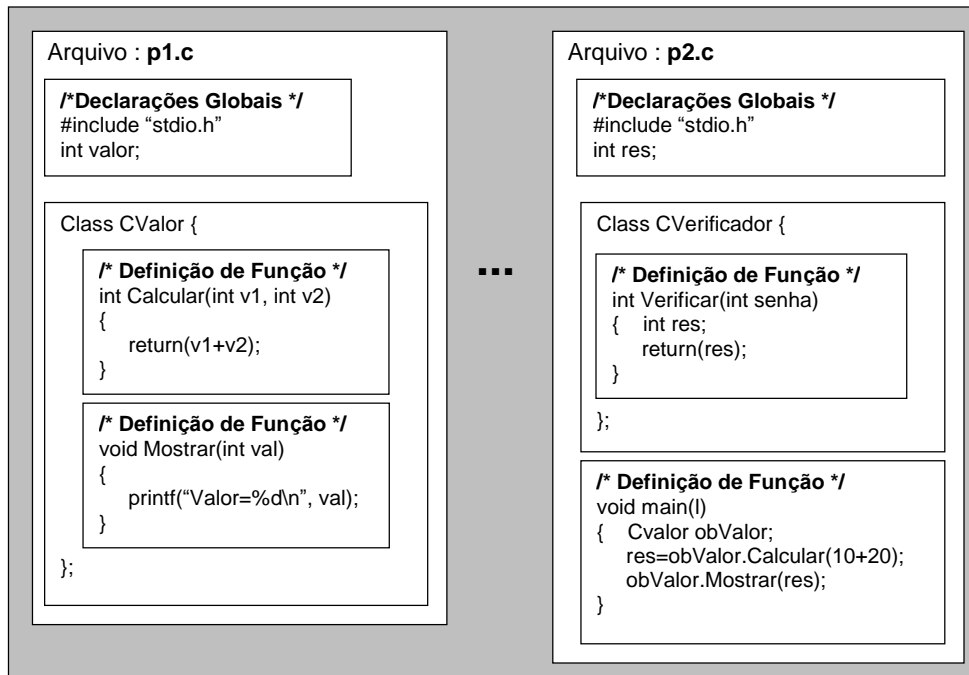 Arquivo : p1.c
/*Declarações Globais */
#include “stdio.h”
int valor;
Class CValor {
/* Definição de Função */
int Calcular(int v1, int v2)
{
return(v1+v2);
}
/* Definição de Função */
void Mostrar(int val)
{
printf(“Valor=%d\n”, val);
}
};
...
Arquivo : p2.c
/*Declarações Globais */
#include “stdio.h”
int res;
Class CVerificador {
/* Definição de Função */
int Verificar(int senha)
{ int res;
return(res);
}
};
/* Definição de Função */
void main(l)
{ Cvalor obValor;
res=obValor.Calcular(10+20);
obValor.Mostrar(res);
}